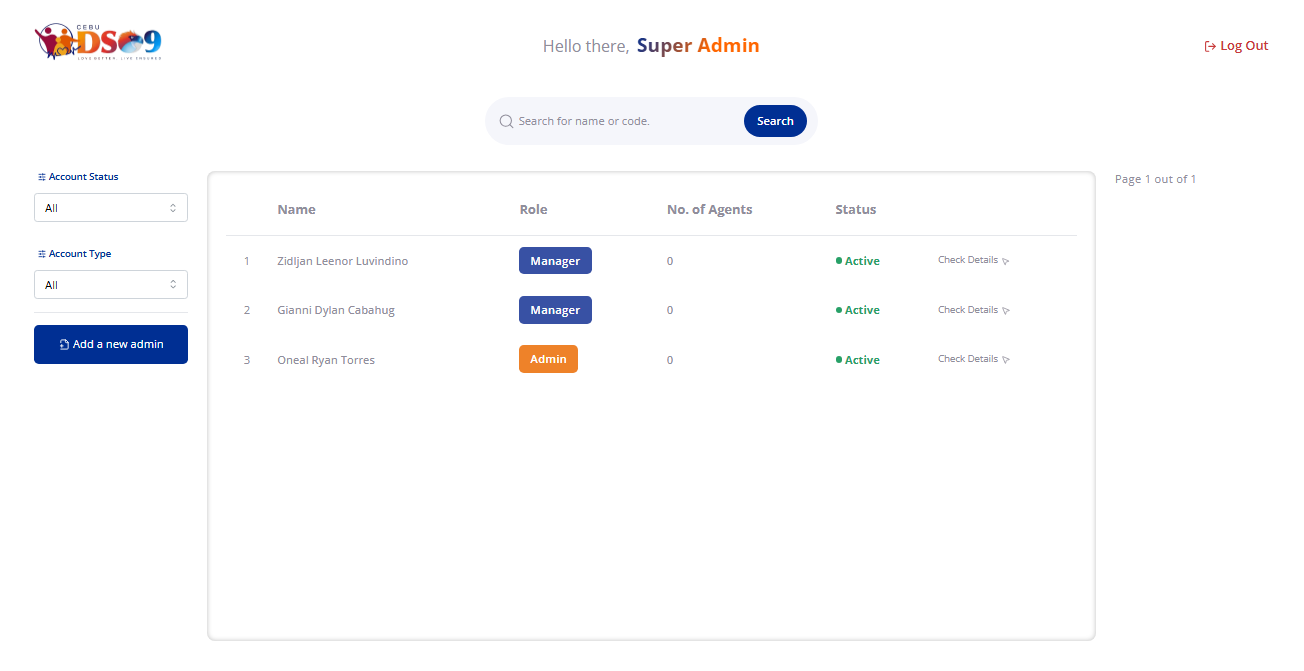 CEBU
DSO9
LOVE BETTER. LIVE ENSURED
Hello there, Super Admin
Log Out
Search for name or code.
Search
Account Status
All
Account Type
All
Add a new admin
Name Role No. of Agents Status
1 Zidljan Leenor Luvindino Manager 0 Active Check Details
2 Gianni Dylan Cabahug Manager 0 Active Check Details
3 Oneal Ryan Torres Admin 0 Active Check Details
Page 1 out of 1